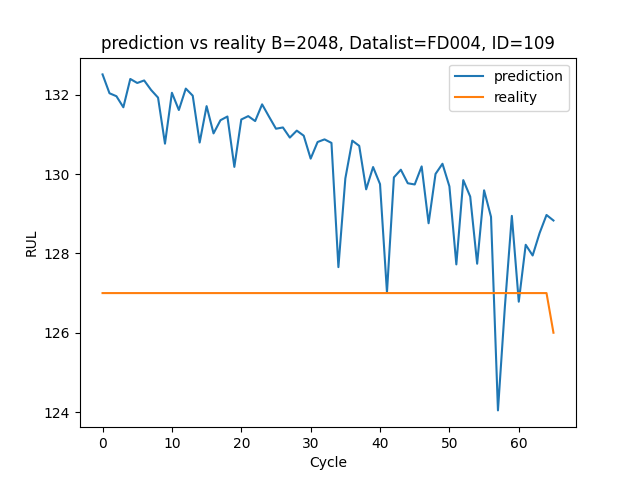 prediction vs reality B=2048, Datalist=FD004, ID=109
prediction
reality
RUL
132
130
128
126
124
0 10 20 30 40 50 60
Cycle